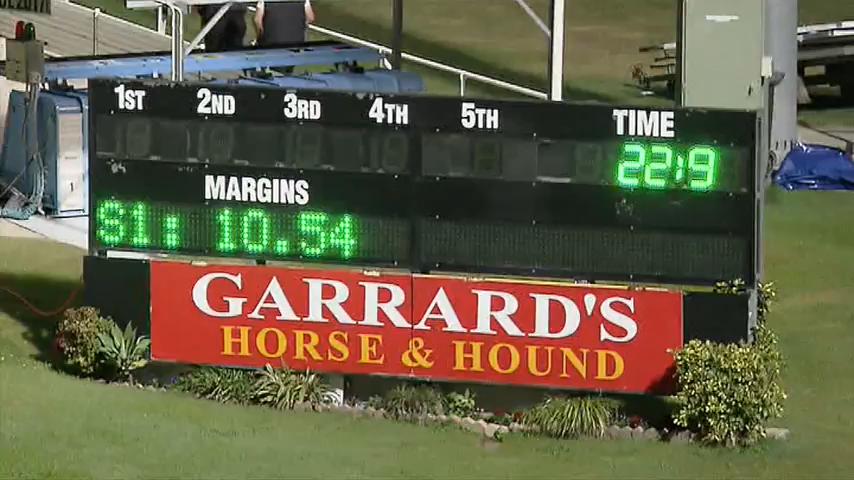 1ST 2ND 3RD 4TH 5TH TIME
22:9
MARGINS
S1: 10.54
GARRARD'S
HORSE & HOUND